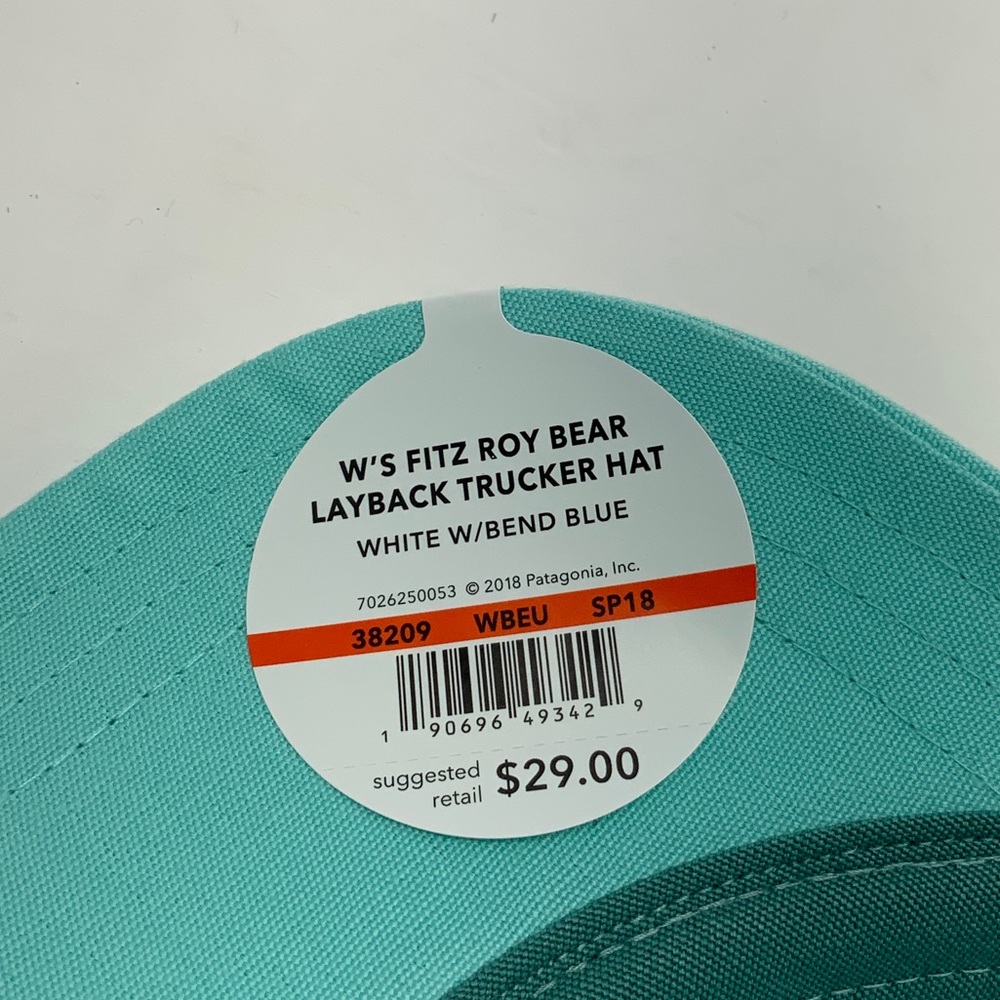 W'S FITZ ROY BEAR
LAYBACK TRUCKER HAT
WHITE W/BEND BLUE
7026250053 © 2018 Patagonia, Inc.
38209 WBEU SP18
1 90696 49342 9
suggested retail $29.00